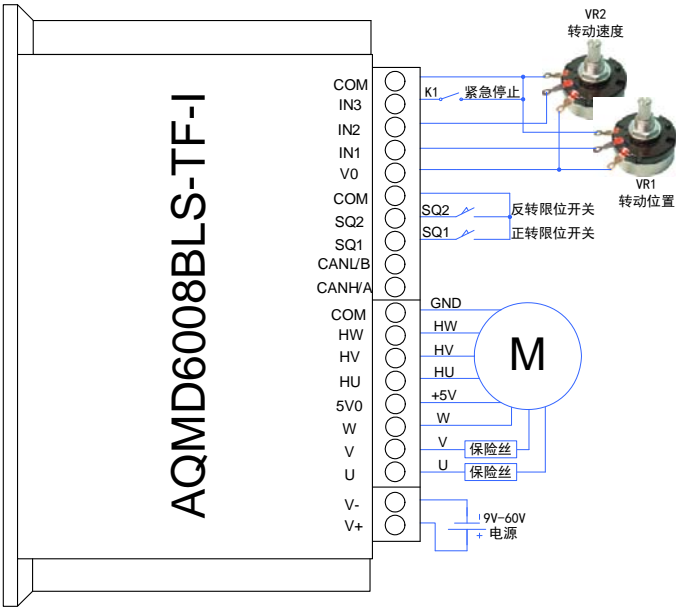 VR2
转动速度
AQMD6008BLS-TF-I
COM
IN3
IN2
IN1
V0
COM
SQ2
SQ1
CANL/B
CANH/A
COM
HW
HV
HU
5V0
W
V
U
V-
V+
K1
紧急停止
VR1
转动位置
SQ2
反转限位开关
SQ1
正转限位开关
GND
HW
HV
HU
+5V
W
V
保险丝
U
保险丝
M
9V-60V
+
电源